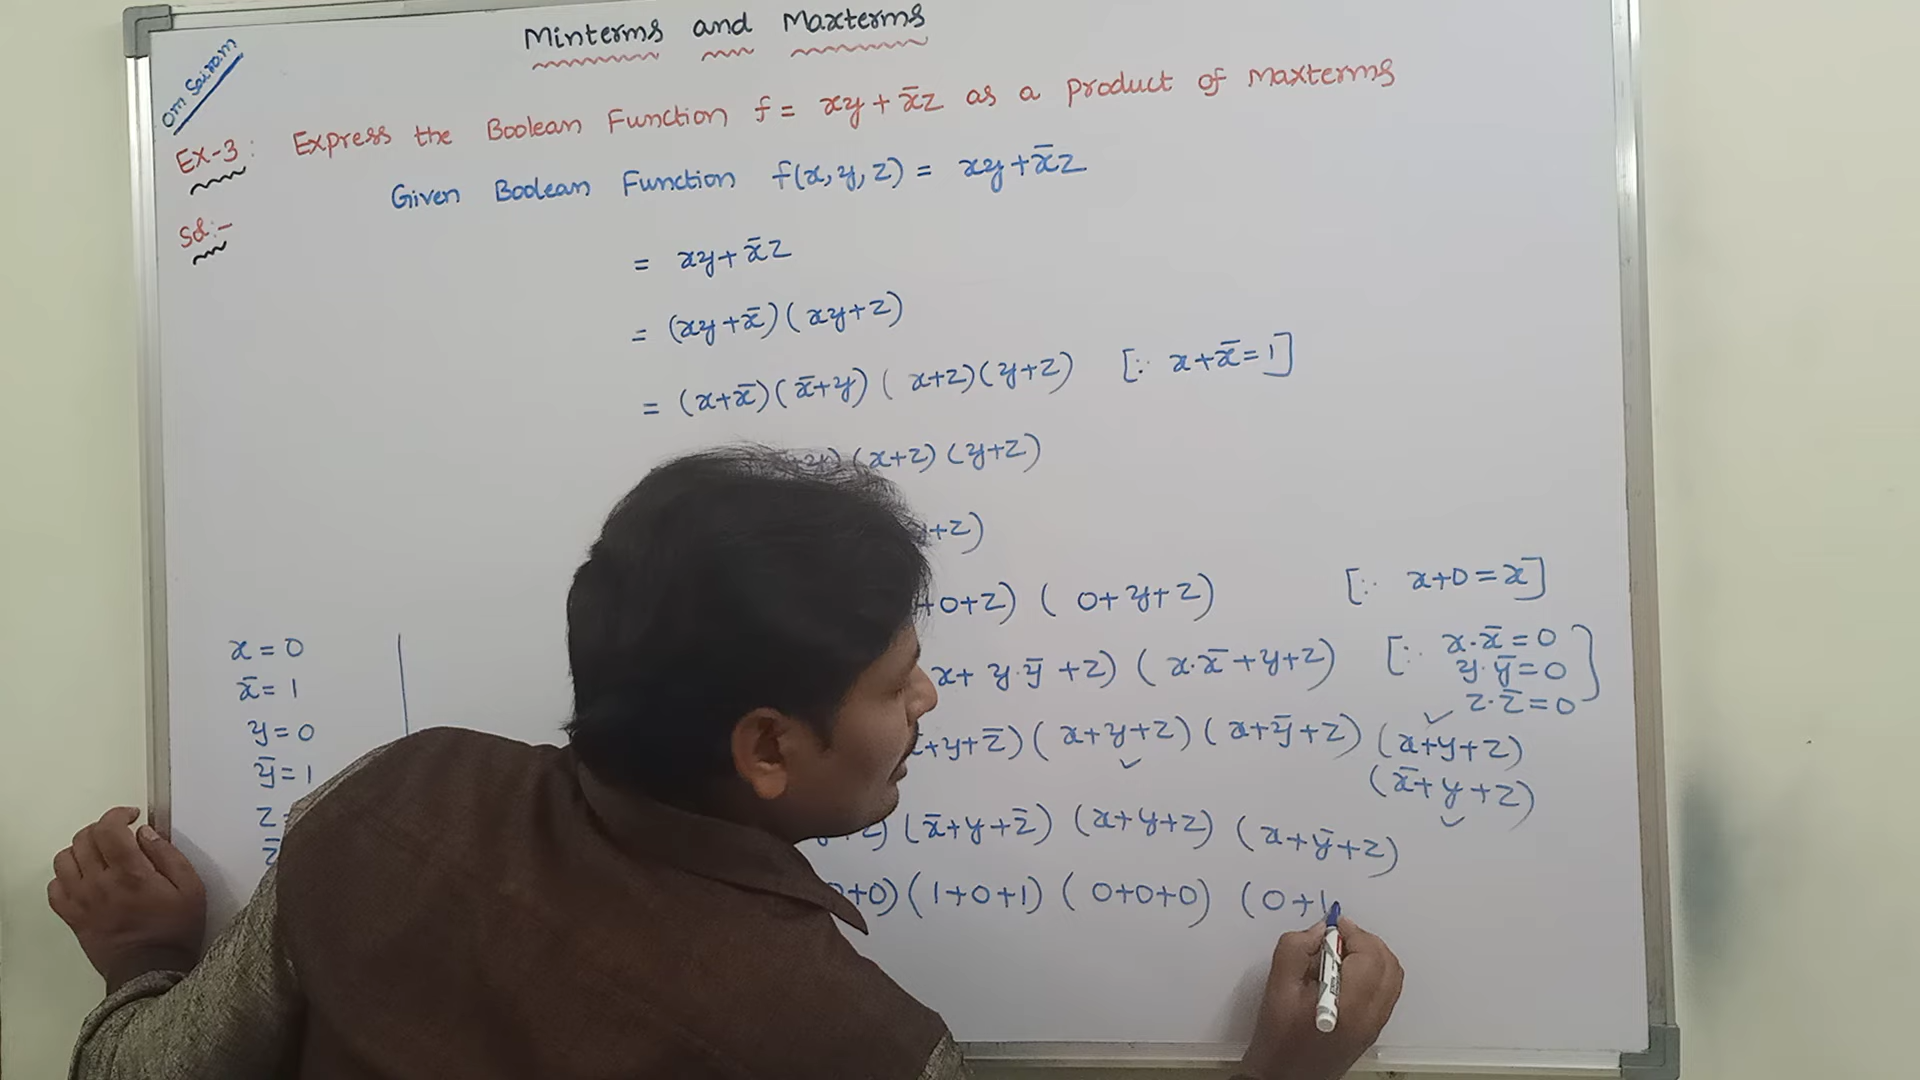 Minterms and Maxterms
Om Sairam
Ex-3: Express the Boolean Function f = xy + x̄z as a product of Maxterms
Sol:- Given Boolean Function f(x,y,z) = xy + x̄z
= xy + x̄z
= (xy + x̄)(xy + z)
= (x + x̄)(x̄ + y)(x + z)(y + z) [∵ x + x̄ = 1]
(x + z)(y + z)
+ z)
+ 0 + z)(0 + y + z) [∵ x + 0 = x]
x + y·ȳ + z)(x·x̄ + y + z) [∵ x·x̄ = 0
y·ȳ = 0
z·z̄ = 0]
+ y + z̄)(x + y + z)(x + ȳ + z)(x + y + z)
(x̄ + y + z)
(x̄ + y + z̄)(x + y + z)(x + ȳ + z)
+ 0)(1 + 0 + 1)(0 + 0 + 0)(0 + 1
x = 0
x̄ = 1
y = 0
ȳ = 1
z
z̄